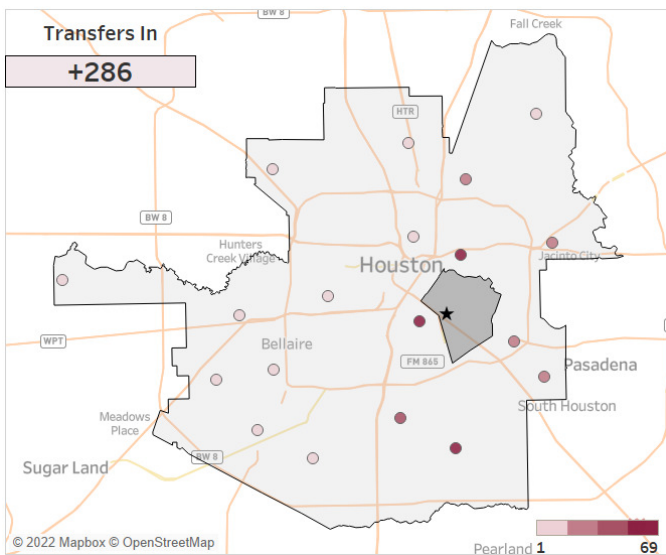 BW 8
Fall Creek
Transfers In
+286
HTR
BW 8
Hunters
Creek Village
Jacinto City
Houston
WPT
Bellaire
FM 865
Pasadena
Meadows
Place
South Houston
BW 8
Sugar Land
© 2022 Mapbox © OpenStreetMap
Pearland
1
69